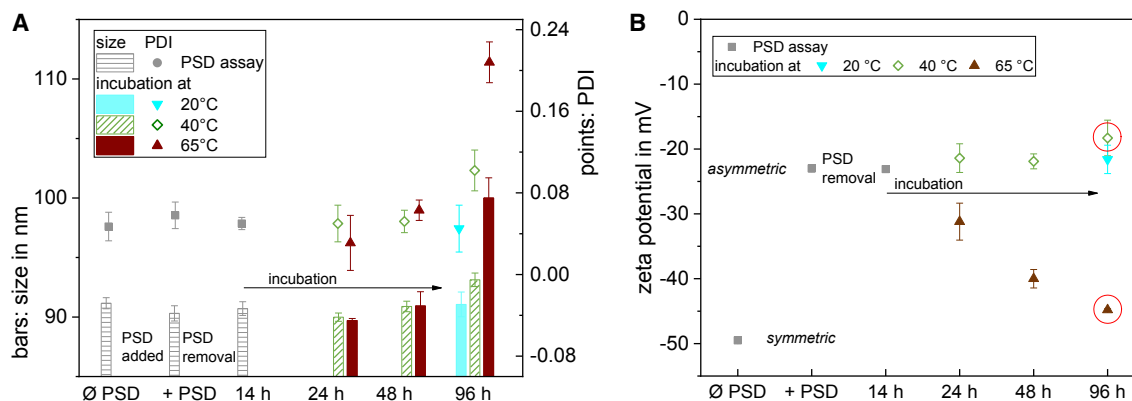 A
size PDI
PSD assay
incubation at
20°C
40°C
65°C
110
100
90
bars: size in nm
0.24
0.16
0.08
0.00
-0.08
points: PDI
incubation
PSD added
PSD removal
Ø PSD + PSD 14 h 24 h 48 h 96 h
B
0
-10
-20
-30
-40
-50
zeta potential in mV
PSD assay
incubation at 20 °C 40 °C 65 °C
asymmetric
PSD removal
incubation
symmetric
Ø PSD + PSD 14 h 24 h 48 h 96 h